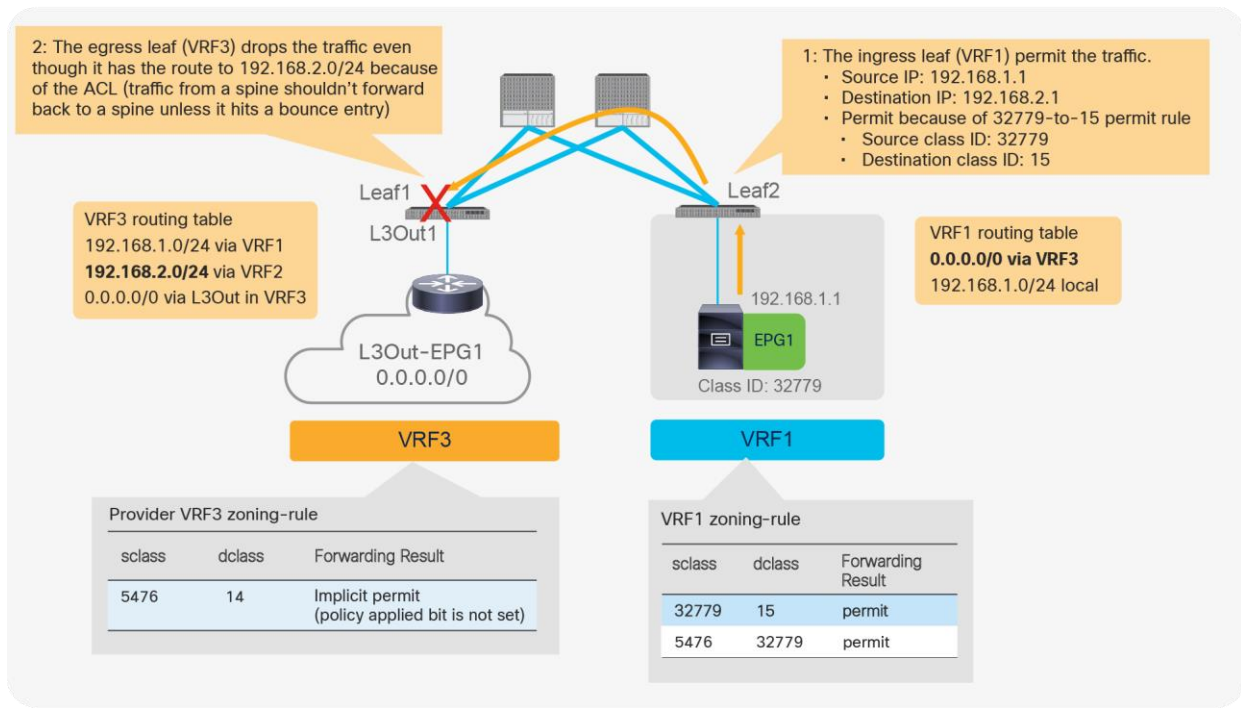 2: The egress leaf (VRF3) drops the traffic even
though it has the route to 192.168.2.0/24 because
of the ACL (traffic from a spine shouldn't forward
back to a spine unless it hits a bounce entry)
1: The ingress leaf (VRF1) permit the traffic.
• Source IP: 192.168.1.1
• Destination IP: 192.168.2.1
• Permit because of 32779-to-15 permit rule
• Source class ID: 32779
• Destination class ID: 15
Leaf1
Leaf2
L3Out1
VRF3 routing table
192.168.1.0/24 via VRF1
192.168.2.0/24 via VRF2
0.0.0.0/0 via L3Out in VRF3
VRF1 routing table
0.0.0.0/0 via VRF3
192.168.1.0/24 local
192.168.1.1
EPG1
Class ID: 32779
L3Out-EPG1
0.0.0.0/0
VRF3
VRF1
Provider VRF3 zoning-rule
sclass dclass Forwarding Result
5476 14 Implicit permit
(policy applied bit is not set)
VRF1 zoning-rule
sclass dclass Forwarding
Result
32779 15 permit
5476 32779 permit